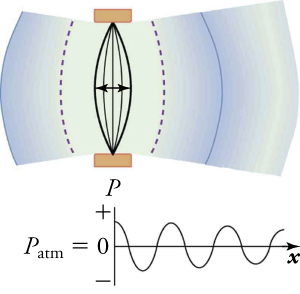 P
+
P_atm = 0 x
−